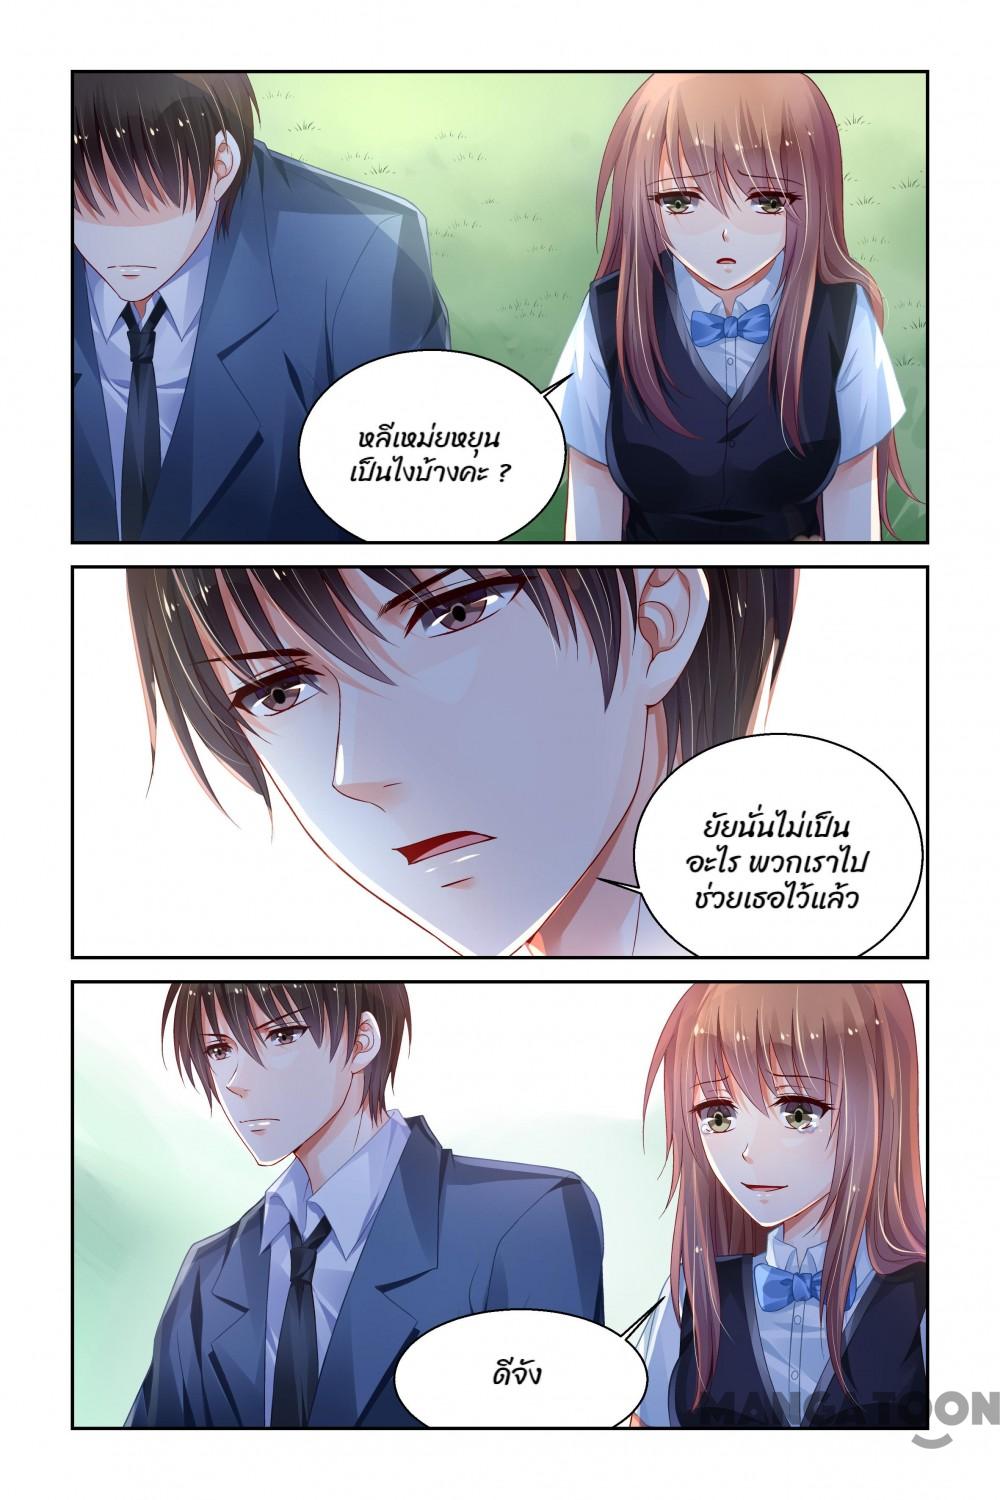 หลีเหม่ยหยุน
เป็นไงบ้างคะ ?
ยัยนั่นไม่เป็น
อะไร พวกเราไป
ช่วยเธอไว้แล้ว
ดีจัง
MANGATOON